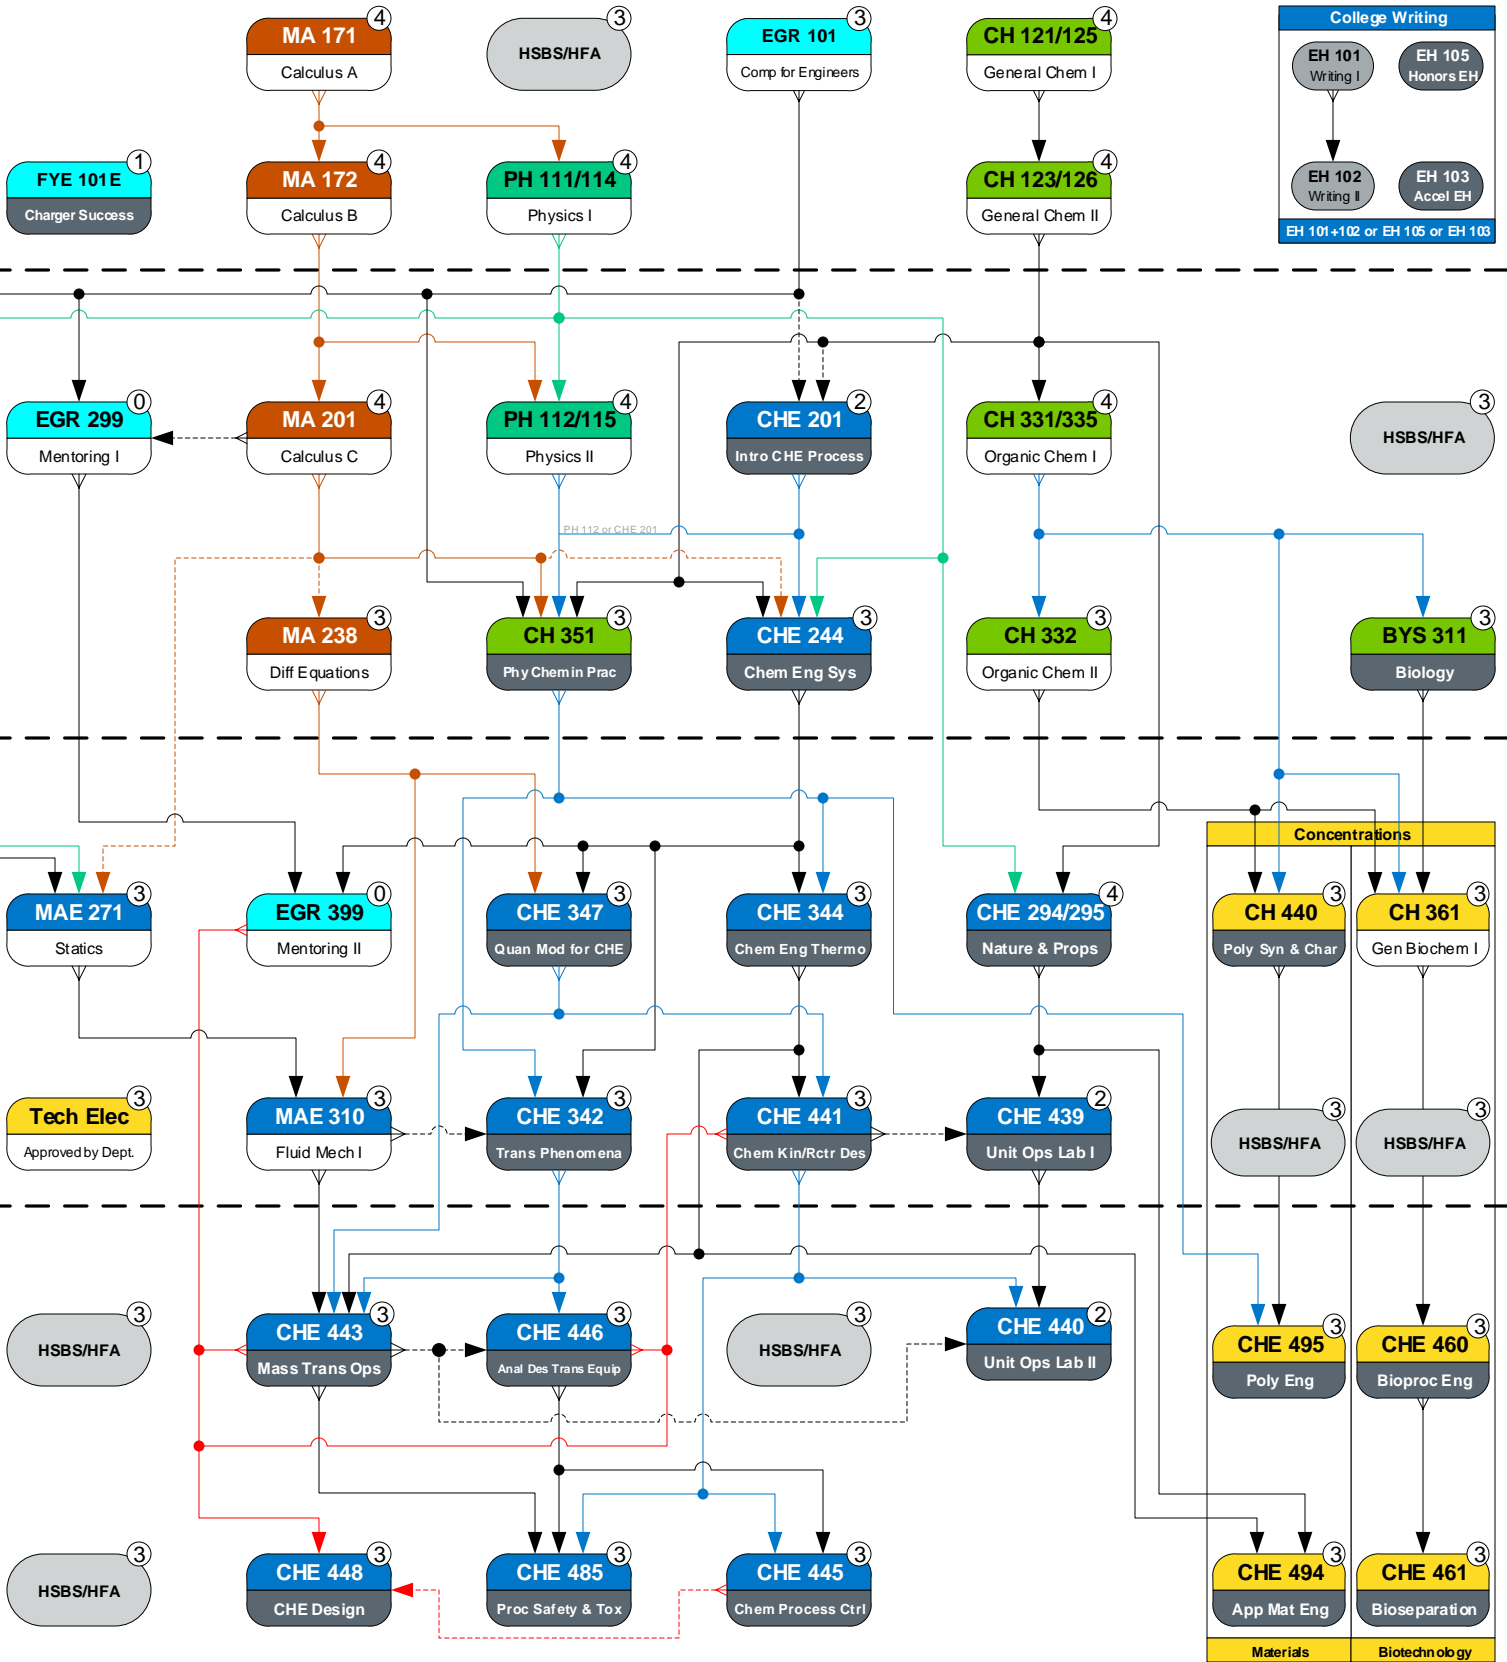 4
MA 171
Calculus A
3
HSBS/HFA
3
EGR 101
Comp for Engineers
4
CH 121/125
General Chem I
College Writing
EH 101
Writing I
EH 105
Honors EH
EH 102
Writing II
EH 103
Accel EH
EH 101+102 or EH 105 or EH 103
1
FYE 101E
Charger Success
4
MA 172
Calculus B
4
PH 111/114
Physics I
4
CH 123/126
General Chem II
0
EGR 299
Mentoring I
4
MA 201
Calculus C
4
PH 112/115
Physics II
2
CHE 201
Intro CHE Process
4
CH 331/335
Organic Chem I
3
HSBS/HFA
PH 112 or CHE 201
3
MA 238
Diff Equations
3
CH 351
Phy Chem in Prac
3
CHE 244
Chem Eng Sys
3
CH 332
Organic Chem II
3
BYS 311
Biology
Concentrations
3
MAE 271
Statics
0
EGR 399
Mentoring II
3
CHE 347
Quan Mod for CHE
3
CHE 344
Chem Eng Thermo
4
CHE 294/295
Nature & Props
3
CH 440
Poly Syn & Char
3
CH 361
Gen Biochem I
3
Tech Elec
Approved by Dept.
3
MAE 310
Fluid Mech I
3
CHE 342
Trans Phenomena
3
CHE 441
Chem Kin/Rctr Des
2
CHE 439
Unit Ops Lab I
3
HSBS/HFA
3
HSBS/HFA
3
HSBS/HFA
3
CHE 443
Mass Trans Ops
3
CHE 446
Anal Des Trans Equip
3
HSBS/HFA
2
CHE 440
Unit Ops Lab II
3
CHE 495
Poly Eng
3
CHE 460
Bioproc Eng
3
HSBS/HFA
3
CHE 448
CHE Design
3
CHE 485
Proc Safety & Tox
3
CHE 445
Chem Process Ctrl
3
CHE 494
App Mat Eng
3
CHE 461
Bioseparation
Materials
Biotechnology